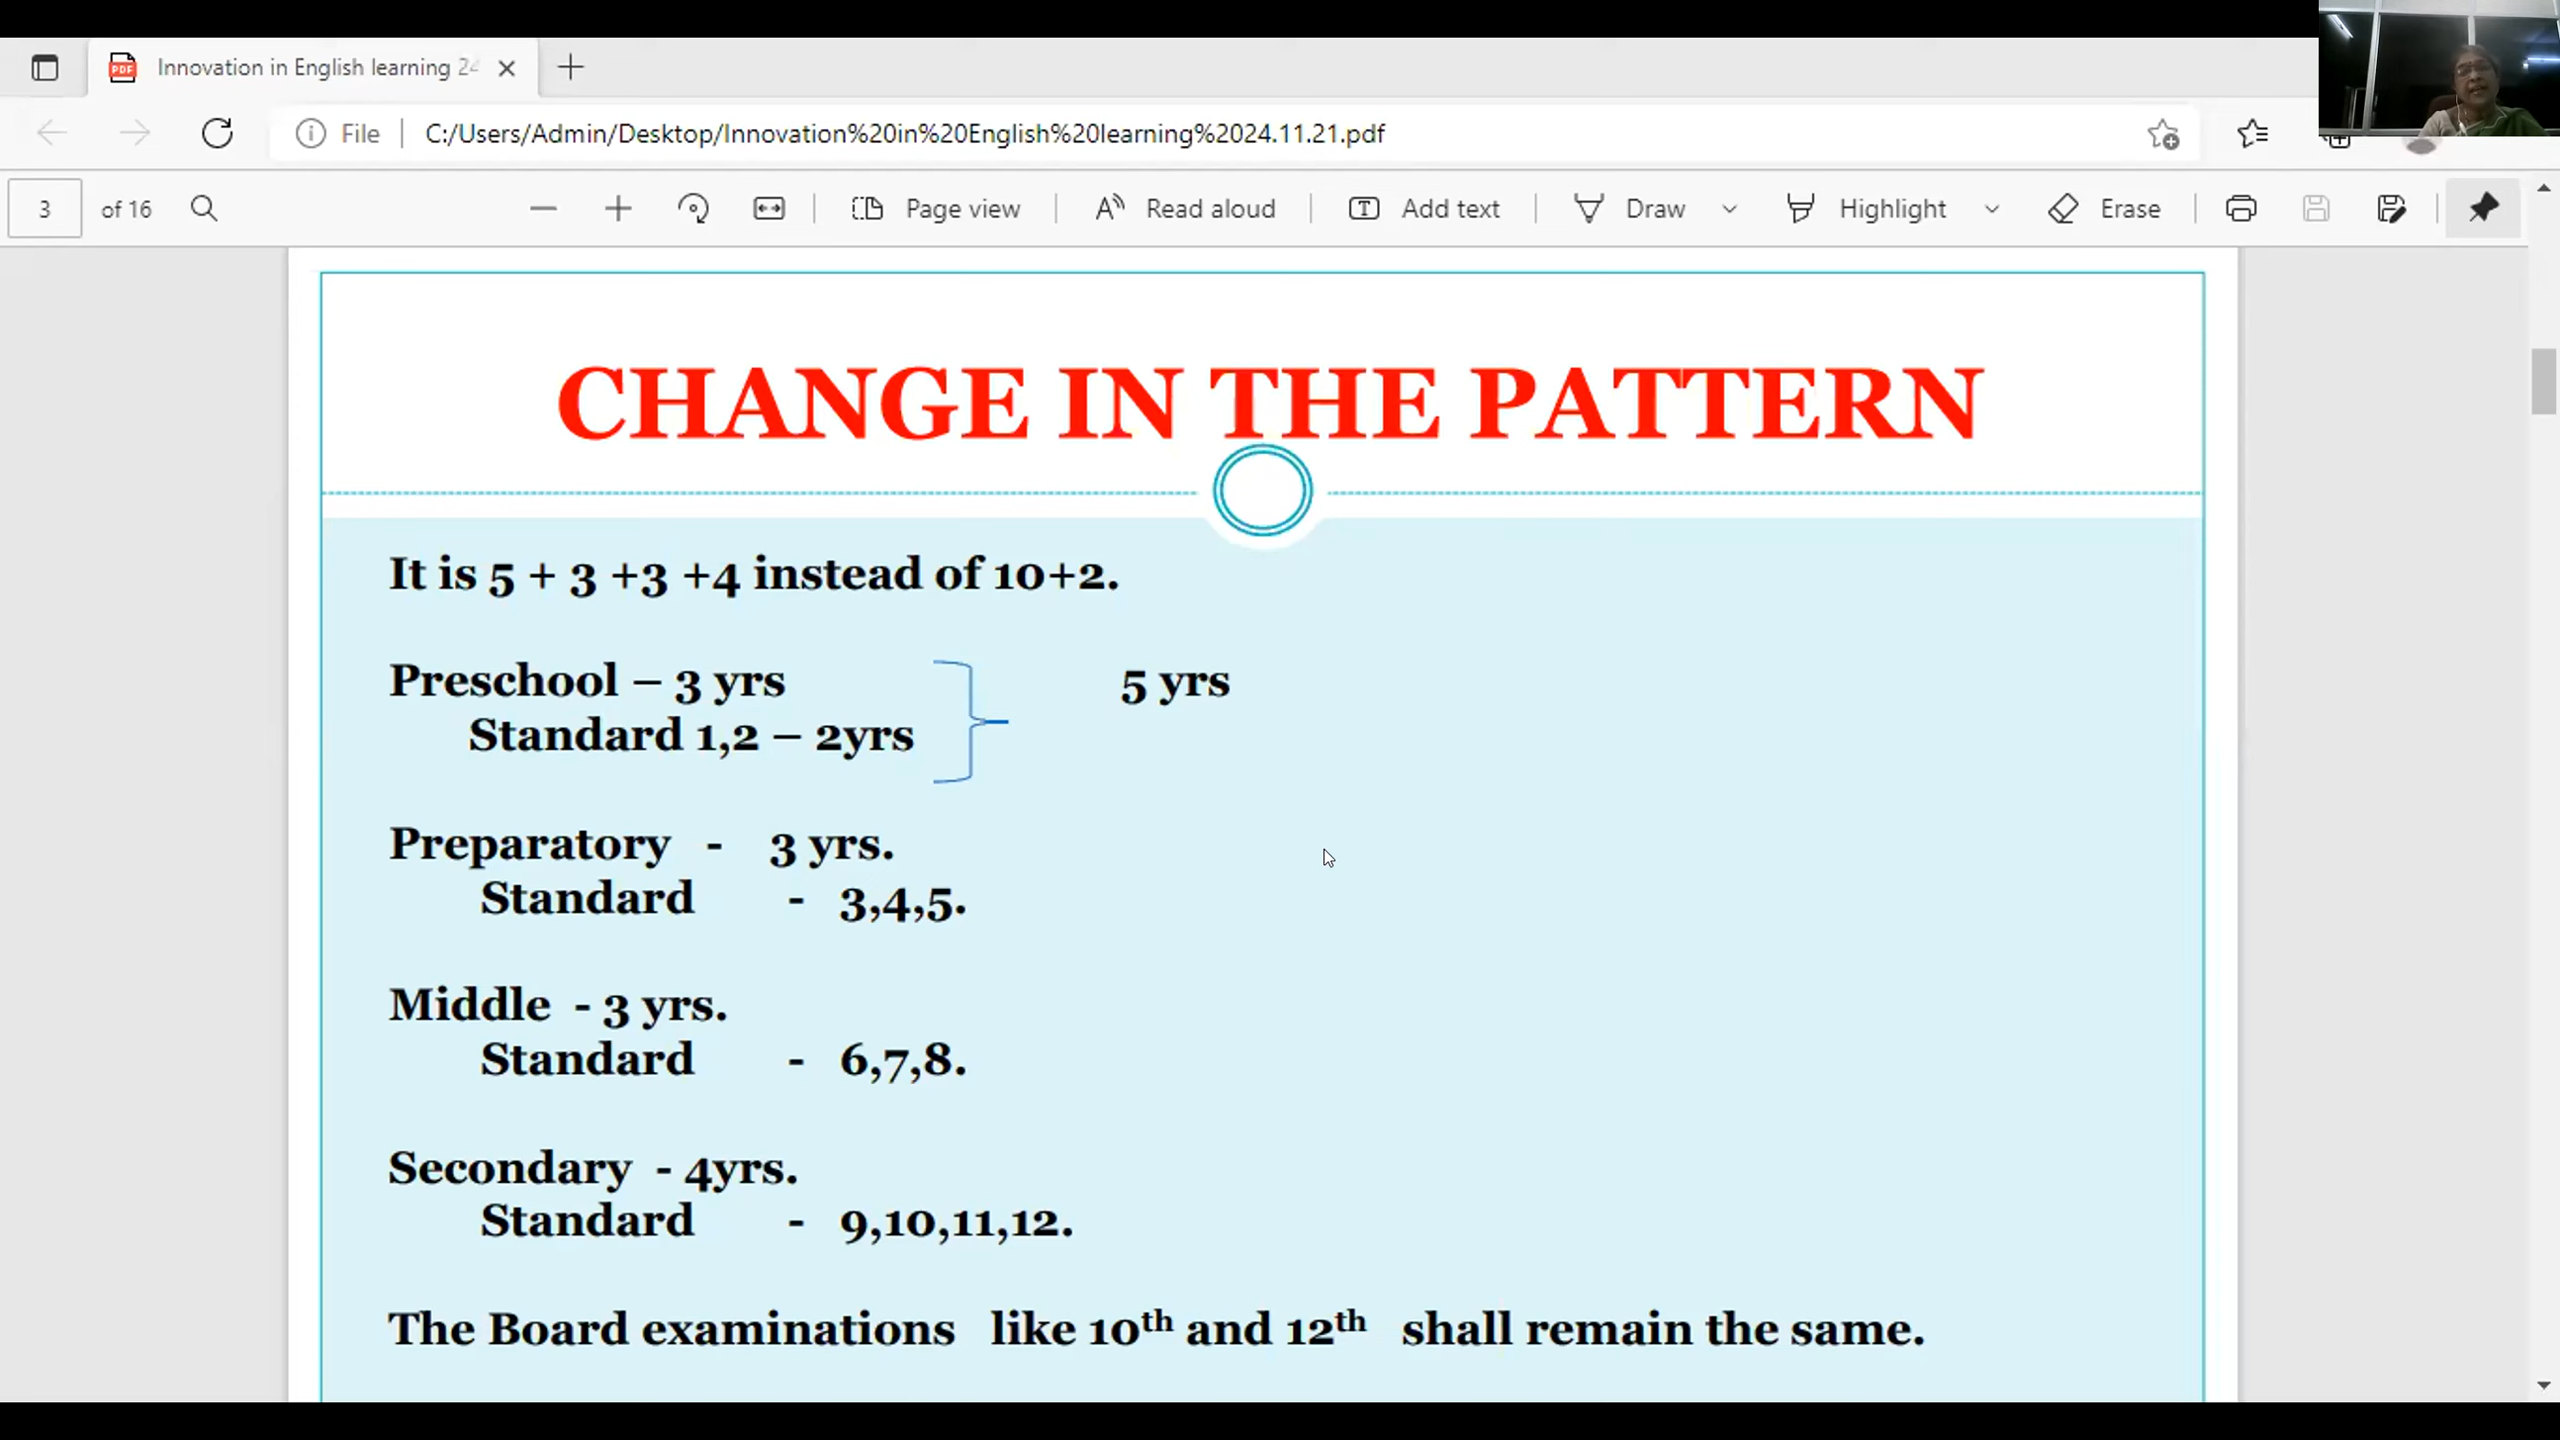 Innovation in English learning 24
File
C:/Users/Admin/Desktop/Innovation%20in%20English%20learning%2024.11.21.pdf
3 of 16
Page view
Read aloud
Add text
Draw
Highlight
Erase
CHANGE IN THE PATTERN
It is 5 + 3 +3 +4 instead of 10+2.
Preschool – 3 yrs 5 yrs
Standard 1,2 – 2yrs
Preparatory - 3 yrs.
Standard - 3,4,5.
Middle - 3 yrs.
Standard - 6,7,8.
Secondary - 4yrs.
Standard - 9,10,11,12.
The Board examinations like 10th and 12th shall remain the same.